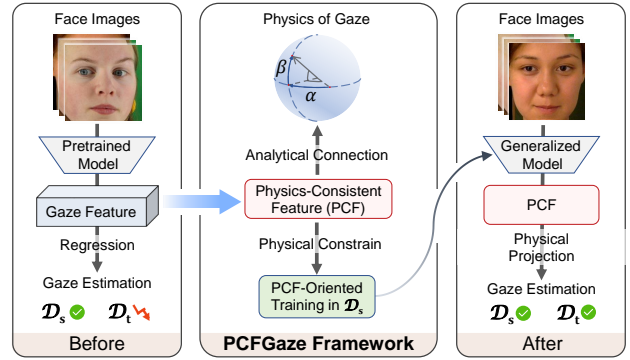 Face Images
Pretrained
Model
Gaze Feature
Regression
Gaze Estimation
𝒟s 𝒟t
Before
Physics of Gaze
β
α
Analytical Connection
Physics-Consistent
Feature (PCF)
Physical Constrain
PCF-Oriented
Training in 𝒟s
PCFGaze Framework
Face Images
Generalized
Model
PCF
Physical
Projection
Gaze Estimation
𝒟s 𝒟t
After